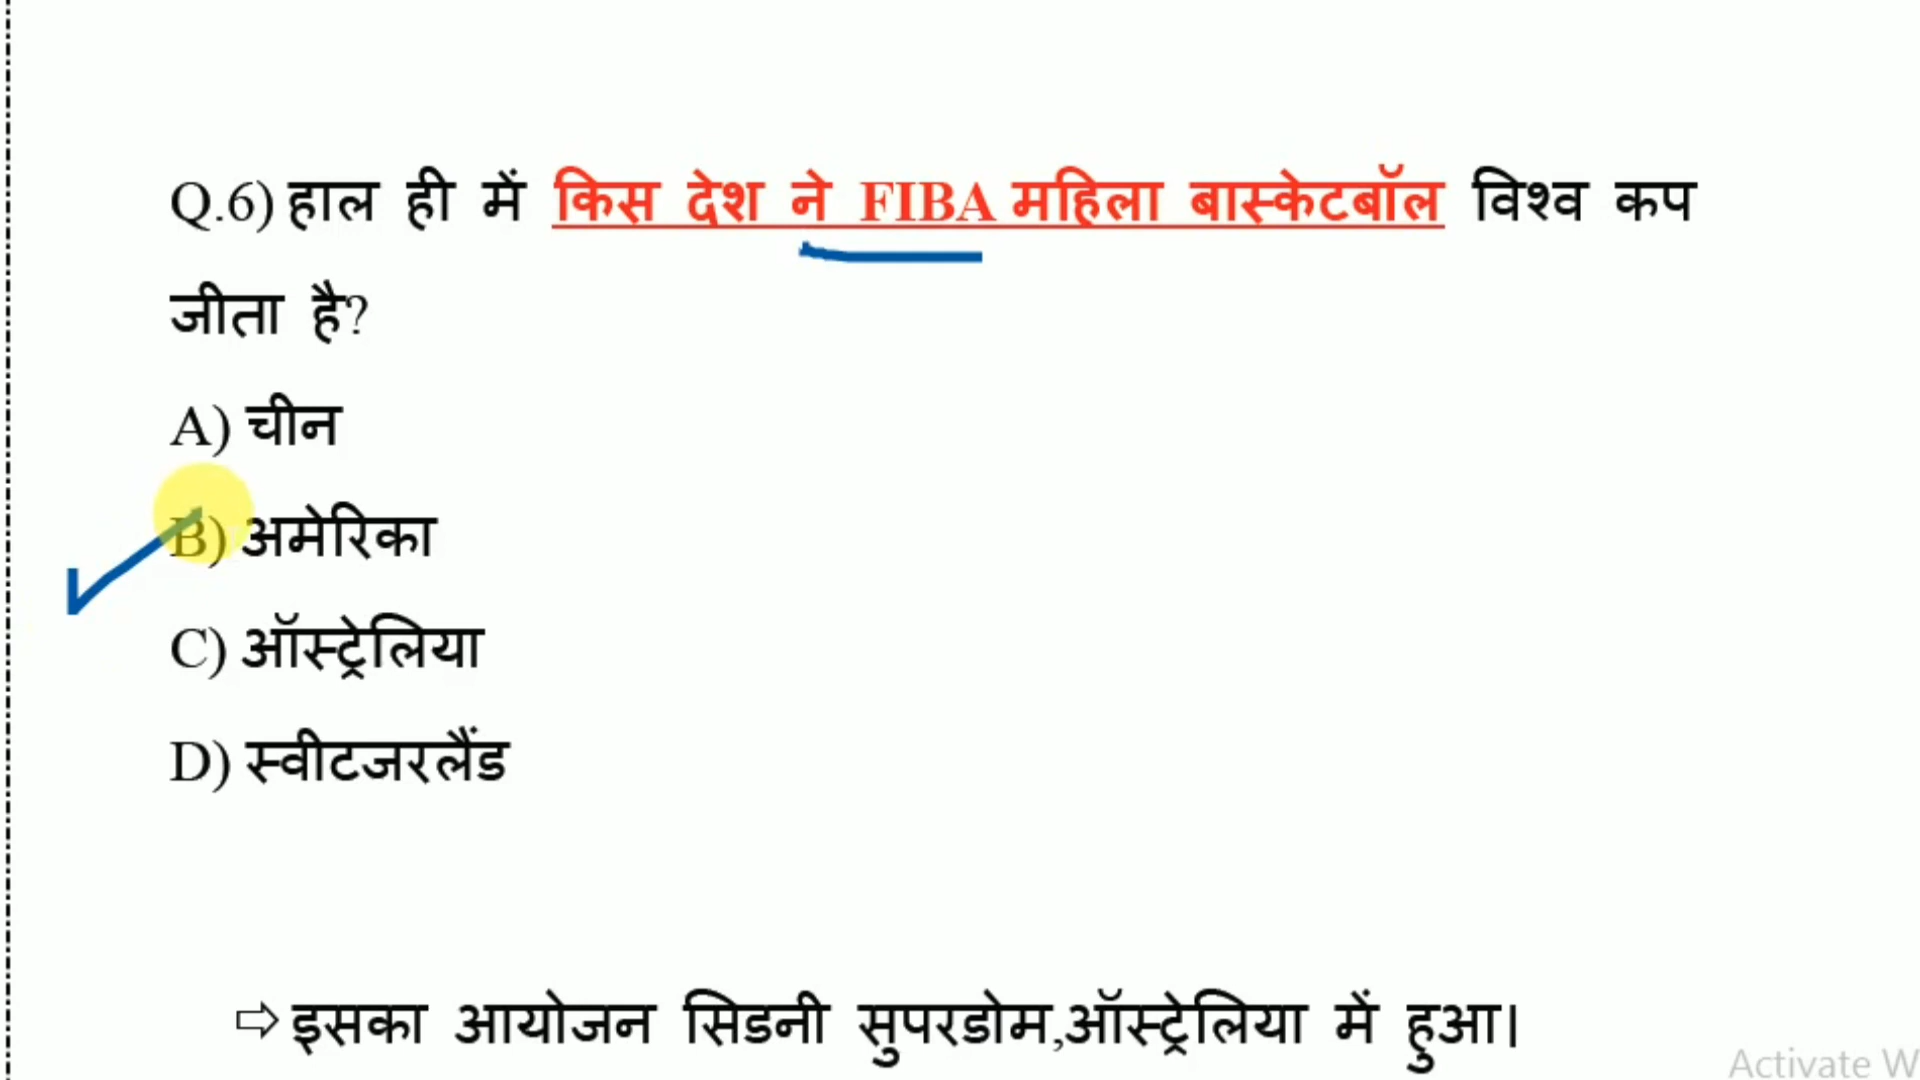 Q.6) हाल ही में किस देश ने FIBA महिला बास्केटबॉल विश्व कप
जीता है?
A) चीन
B) अमेरिका
C) ऑस्ट्रेलिया
D) स्वीटजरलैंड
⇨ इसका आयोजन सिडनी सुपरडोम,ऑस्ट्रेलिया में हुआ।
Activate W